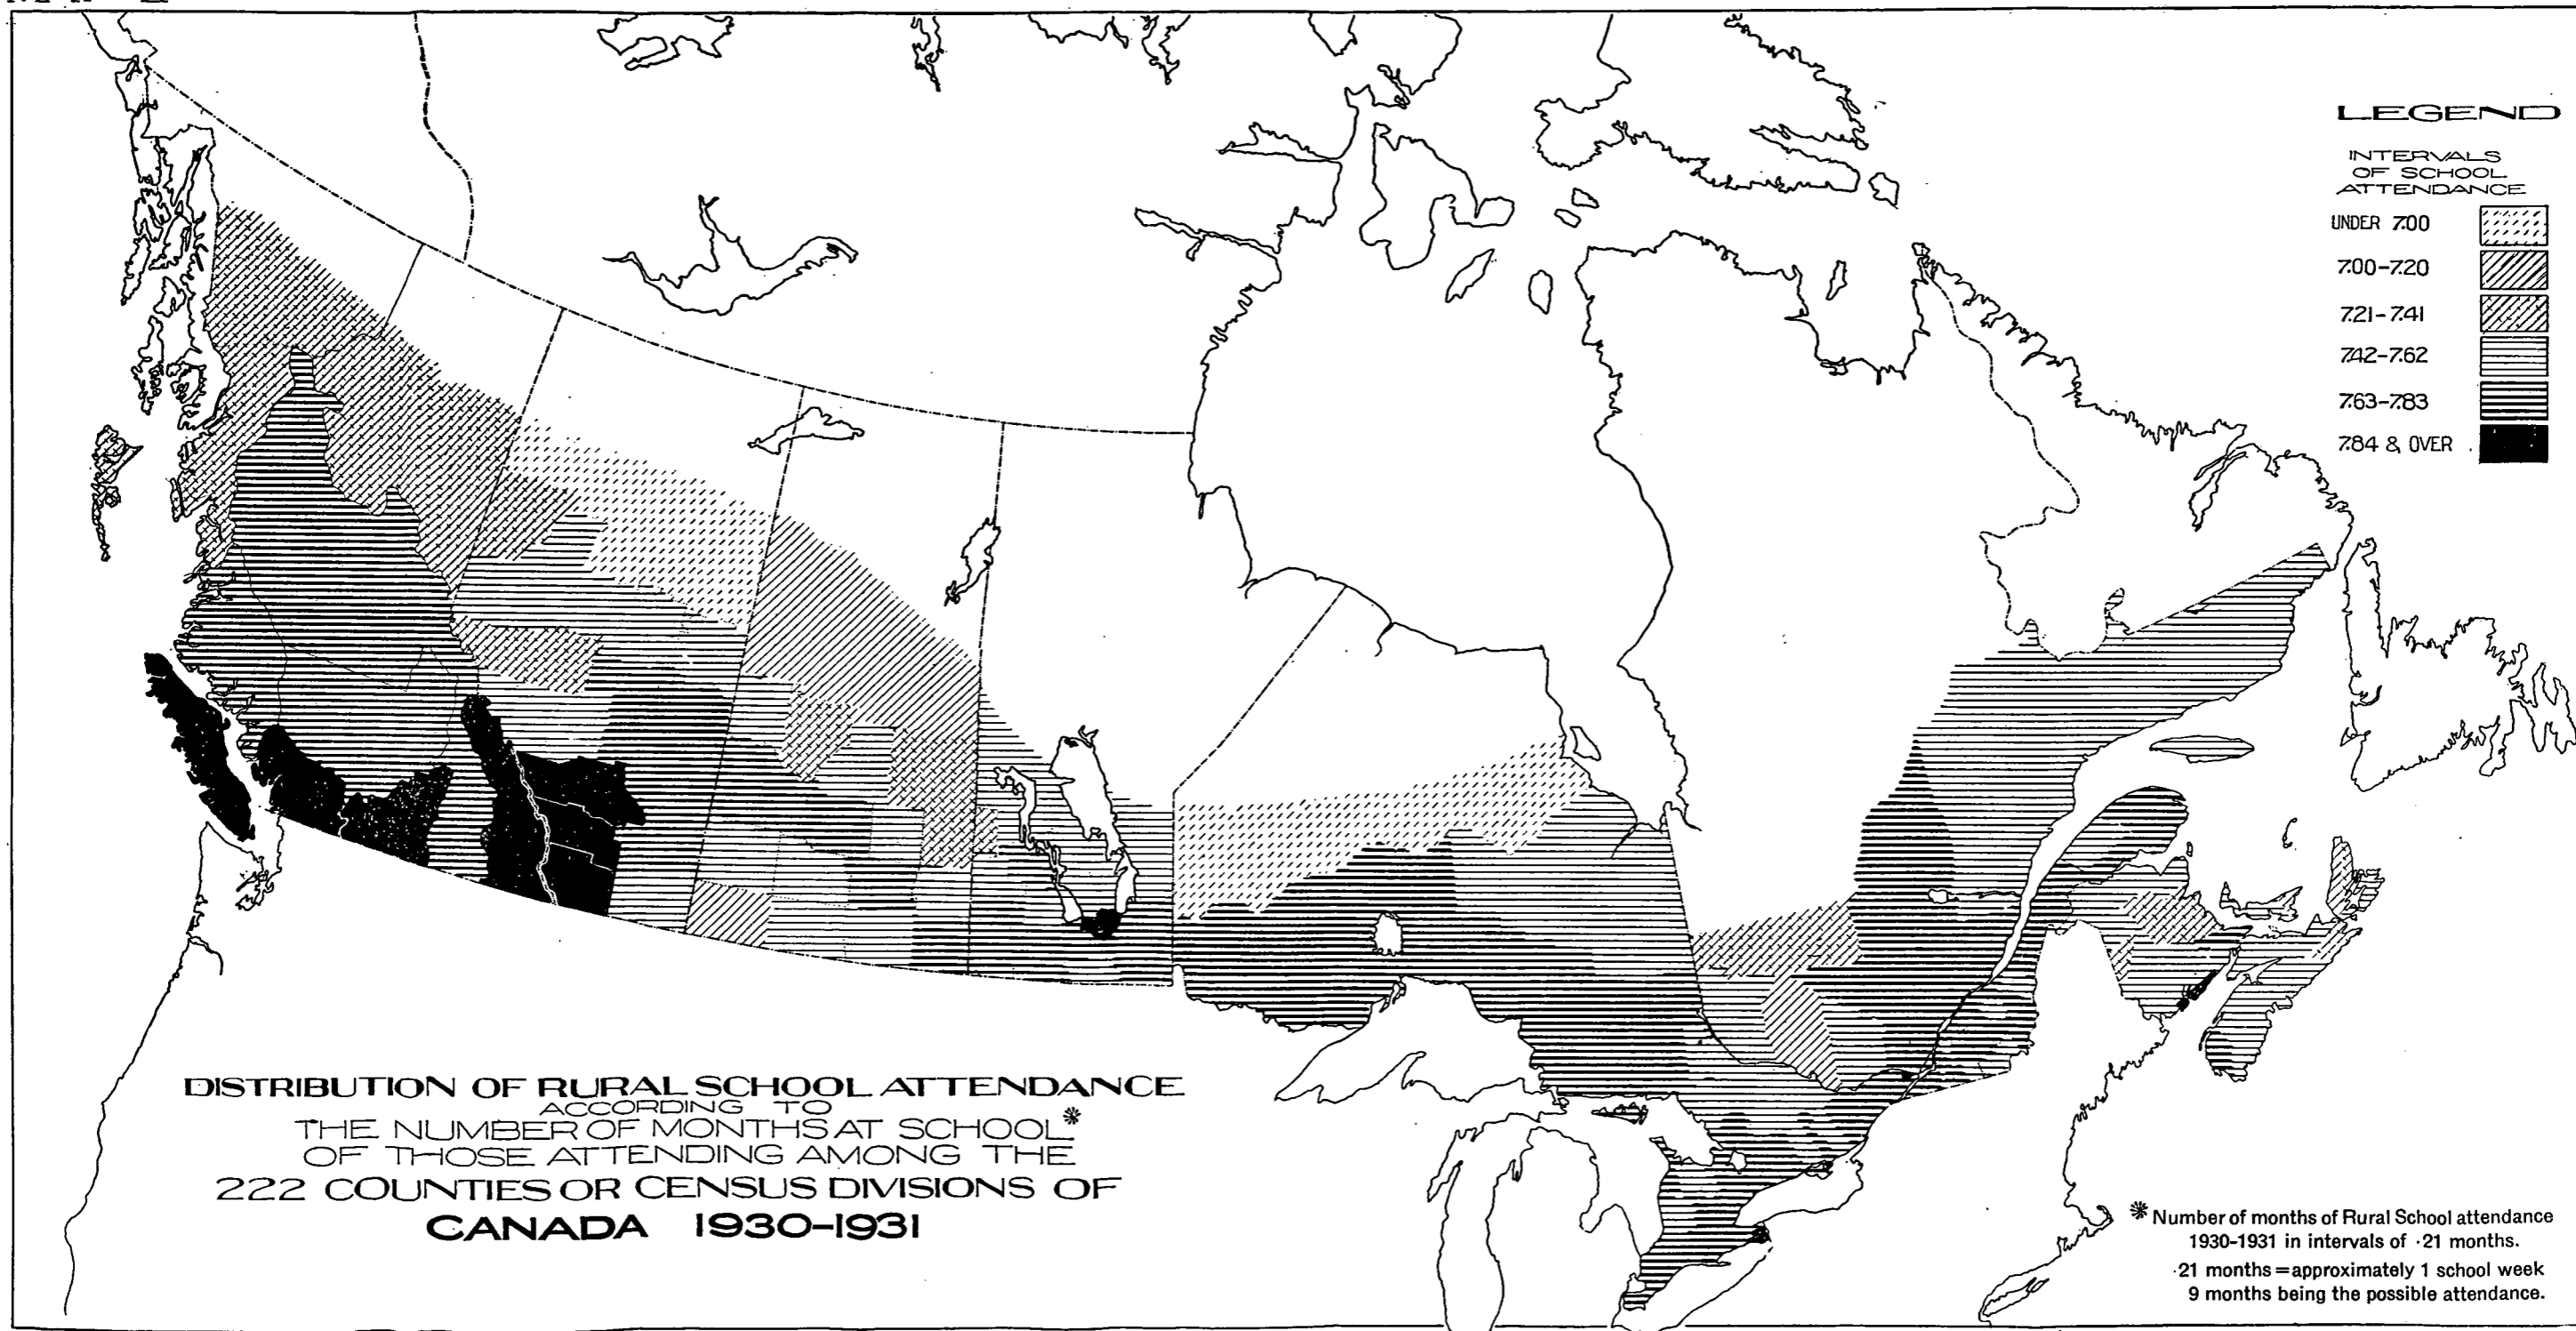 LEGEND
INTERVALS
OF SCHOOL
ATTENDANCE
UNDER 7.00
7.00-7.20
7.21-7.41
7.42-7.62
7.63-7.83
7.84 & OVER
DISTRIBUTION OF RURAL SCHOOL ATTENDANCE
ACCORDING TO
THE NUMBER OF MONTHS AT SCHOOL*
OF THOSE ATTENDING AMONG THE
222 COUNTIES OR CENSUS DIVISIONS OF
CANADA 1930-1931
* Number of months of Rural School attendance
1930-1931 in intervals of ·21 months.
·21 months = approximately 1 school week
9 months being the possible attendance.